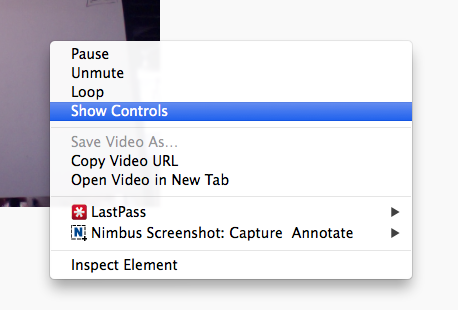 Pause
Unmute
Loop
Show Controls
Save Video As...
Copy Video URL
Open Video in New Tab
LastPass
N Nimbus Screenshot: Capture  Annotate
Inspect Element